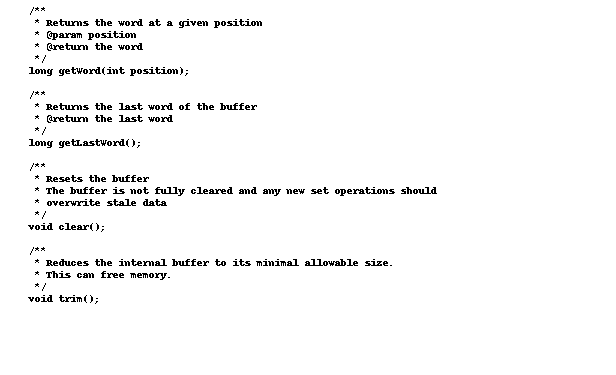 /**
 * Returns the word at a given position
 * @param position
 * @return the word
 */
long getWord(int position);
/**
 * Returns the last word of the buffer
 * @return the last word
 */
long getLastWord();
/**
 * Resets the buffer
 * The buffer is not fully cleared and any new set operations should
 * overwrite stale data
 */
void clear();
/**
 * Reduces the internal buffer to its minimal allowable size.
 * This can free memory.
 */
void trim();